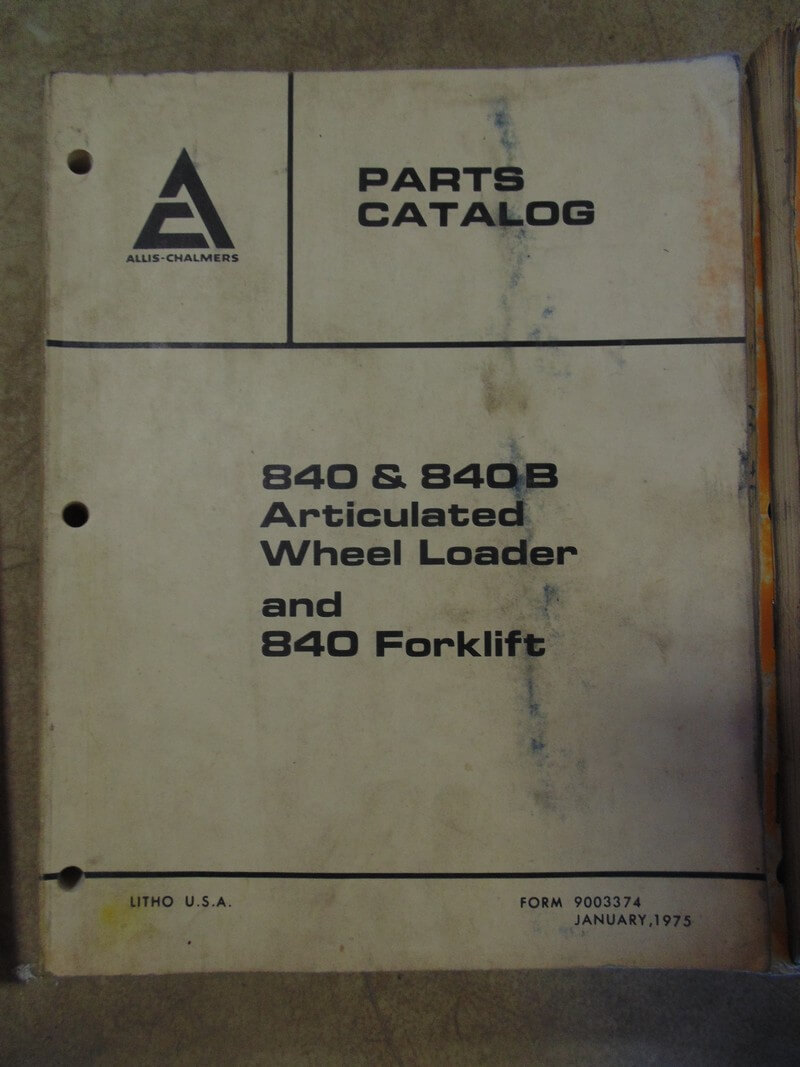 ALLIS-CHALMERS
PARTS
CATALOG
840 & 840B
Articulated
Wheel Loader
and
840 Forklift
LITHO U.S.A.
FORM 9003374
JANUARY,1975